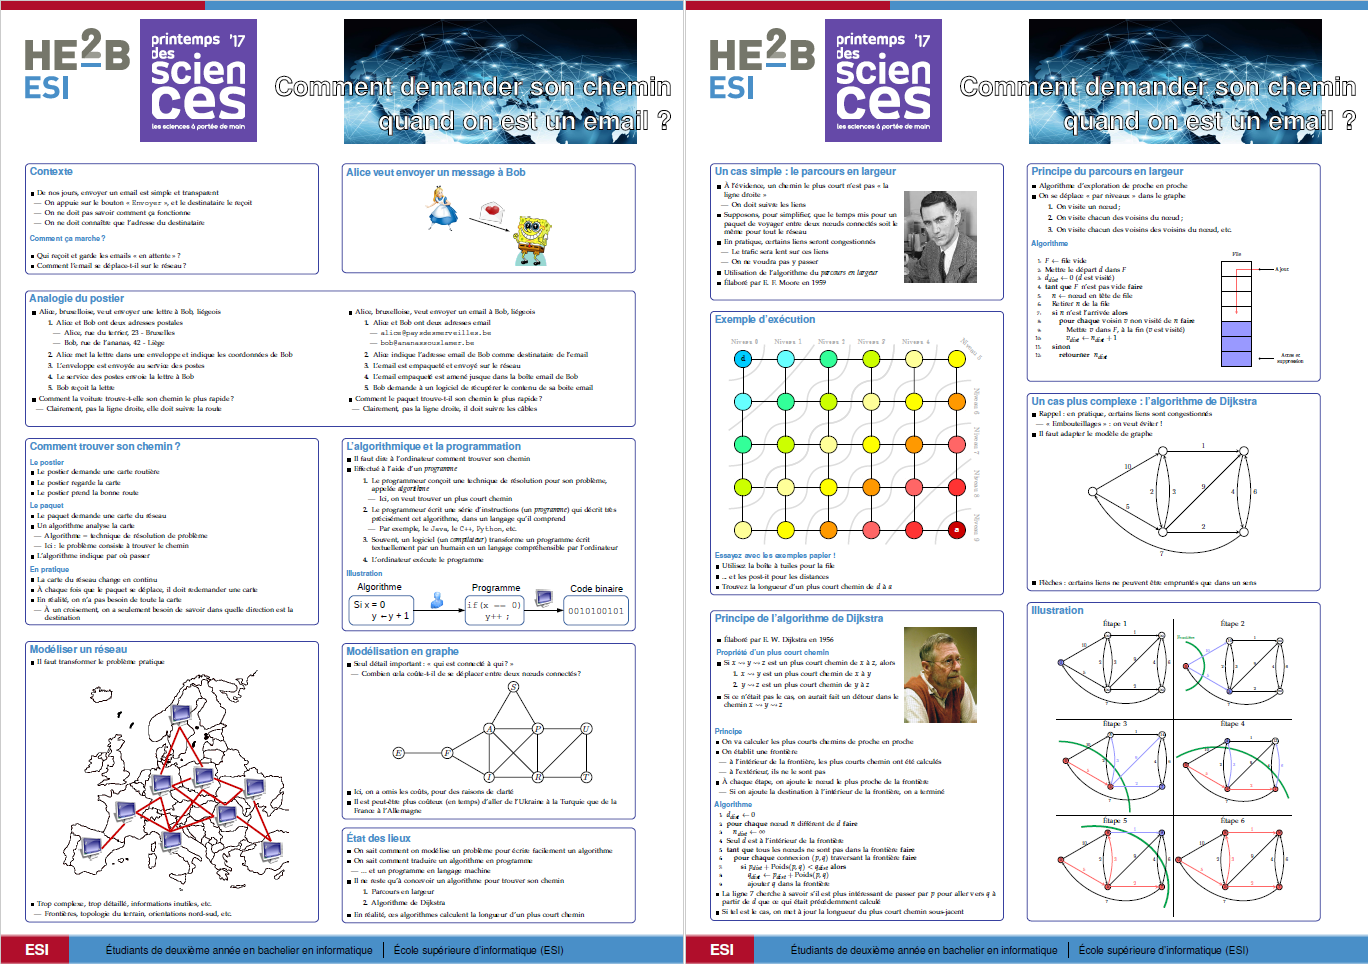 HE2B
ESI
printemps '17
des
scien
ces
les sciences à portée de main
Comment demander son chemin
quand on est un email ?
Contexte
De nos jours, envoyer un email est simple et transparent
— On appuie sur le bouton « Envoyer », et le destinataire le reçoit
— On ne doit pas savoir comment ça fonctionne
— On ne doit connaître que l'adresse du destinataire
Comment ça marche ?
Qui reçoit et garde les emails « en attente » ?
Comment l'email se déplace-t-il sur le réseau ?
Alice veut envoyer un message à Bob
Analogie du postier
Alice, bruxelloise, veut envoyer une lettre à Bob, liégeois
1. Alice et Bob ont deux adresses postales
— Alice, rue du terrier, 23 - Bruxelles
— Bob, rue de l'ananas, 42 - Liège
2. Alice met la lettre dans une enveloppe et indique les coordonnées de Bob
3. L'enveloppe est envoyée au service des postes
4. Le service des postes envoie la lettre à Bob
5. Bob reçoit la lettre
Comment la voiture trouve-t-elle son chemin le plus rapide ?
— Clairement, pas la ligne droite, elle doit suivre la route
Alice, bruxelloise, veut envoyer un email à Bob, liégeois
1. Alice et Bob ont deux adresses email
— alice@paysdesmerveilles.be
— bob@ananassouslamer.be
2. Alice indique l'adresse email de Bob comme destinataire de l'email
3. L'email est empaqueté et envoyé sur le réseau
4. L'email empaqueté est amené jusque dans la boîte email de Bob
5. Bob demande à un logiciel de récupérer le contenu de sa boite email
Comment le paquet trouve-t-il son chemin le plus rapide ?
— Clairement, pas la ligne droite, il doit suivre les câbles
Comment trouver son chemin ?
Le postier
Le postier demande une carte routière
Le postier regarde la carte
Le postier prend la bonne route
Le paquet
Le paquet demande une carte du réseau
Un algorithme analyse la carte
— Algorithme = technique de résolution de problème
— Ici : le problème consiste à trouver le chemin
L'algorithme indique par où passer
En pratique
La carte du réseau change en continu
À chaque fois que le paquet se déplace, il doit redemander une carte
En réalité, on n'a pas besoin de toute la carte
— À un croisement, on a seulement besoin de savoir dans quelle direction est la
destination
L'algorithmique et la programmation
Il faut dire à l'ordinateur comment trouver son chemin
Effectué à l'aide d'un programme
1. Le programmeur conçoit une technique de résolution pour son problème,
appelée algorithme
— Ici, on veut trouver un plus court chemin
2. Le programmeur écrit une série d'instructions (un programme) qui décrit très
précisément cet algorithme, dans un langage qu'il comprend
— Par exemple, le Java, le C++, Python, etc.
3. Souvent, un logiciel (un compilateur) transforme un programme écrit
textuellement par un humain en un langage compréhensible par l'ordinateur
4. L'ordinateur exécute le programme
Illustration
Algorithme Programme Code binaire
Si x = 0
y ← y + 1
if(x == 0)
y++ ;
0010100101
Modéliser un réseau
Il faut transformer le problème pratique
Trop complexe, trop détaillé, informations inutiles, etc.
— Frontières, topologie du terrain, orientations nord-sud, etc.
Modélisation en graphe
Seul détail important : « qui est connecté à qui ? »
— Combien cela coûte-t-il de se déplacer entre deux nœuds connectés ?
S
A P U
E F
I R T
Ici, on a omis les coûts, pour des raisons de clarté
Il est peut-être plus coûteux (en temps) d'aller de l'Ukraine à la Turquie que de la
France à l'Allemagne
État des lieux
On sait comment on modélise un problème pour écrire facilement un algorithme
On sait comment traduire un algorithme en programme
— ... et un programme en langage machine
Il ne reste qu'à concevoir un algorithme pour trouver son chemin
1. Parcours en largeur
2. Algorithme de Dijkstra
En réalité, ces algorithmes calculent la longueur d'un plus court chemin
ESI
Étudiants de deuxième année en bachelier en informatique
École supérieure d'informatique (ESI)
HE2B
ESI
printemps '17
des
scien
ces
les sciences à portée de main
Comment demander son chemin
quand on est un email ?
Un cas simple : le parcours en largeur
À l'évidence, un chemin le plus court n'est pas « la
ligne droite »
— On doit suivre les liens
Supposons, pour simplifier, que le temps mis pour un
paquet de voyager entre deux nœuds connectés soit le
même pour tout le réseau
En pratique, certains liens seront congestionnés
— Le trafic sera lent sur ces liens
— On ne voudra pas y passer
Utilisation de l'algorithme du parcours en largeur
Élaboré par E. F. Moore en 1959
Principe du parcours en largeur
Algorithme d'exploration de proche en proche
On se déplace « par niveaux » dans le graphe
1. On visite un nœud ;
2. On visite chacun des voisins du nœud ;
3. On visite chacun des voisins des voisins du nœud, etc.
Algorithme
1. F ← file vide
2. Mettre le départ d dans F
3. d_dist ← 0 (d est visité)
4. tant que F n'est pas vide faire
5. n ← nœud en tête de file
6. Retirer n de la file
7. si n n'est l'arrivée alors
8. pour chaque voisin v non visité de n faire
9. Mettre v dans F, à la fin (v est visité)
10. v_dist ← n_dist + 1
11. sinon
12. retourner n_dist
File
Ajout
Accès et
suppression
Exemple d'exécution
Niveau 0 Niveau 1 Niveau 2 Niveau 3 Niveau 4 Niveau 5
Niveau 6
Niveau 7
Niveau 8
Niveau 9
d
a
Essayez avec les exemples papier !
Utilisez la boîte à tuiles pour la file
... et les post-it pour les distances
Trouvez la longueur d'un plus court chemin de d à a
Un cas plus complexe : l'algorithme de Dijkstra
Rappel : en pratique, certains liens sont congestionnés
— « Embouteillages » : on veut éviter !
Il faut adapter le modèle de graphe
1
10
2 3 9 4 6
5
2
7
Flèches : certains liens ne peuvent être empruntés que dans un sens
Principe de l'algorithme de Dijkstra
Élaboré par E. W. Dijkstra en 1956
Propriété d'un plus court chemin
Si x ⇝ y ⇝ z est un plus court chemin de x à z, alors
1. x ⇝ y est un plus court chemin de x à y
2. y ⇝ z est un plus court chemin de y à z
Si ce n'était pas le cas, on aurait fait un détour dans le
chemin x ⇝ y ⇝ z
Principe
On va calculer les plus courts chemins de proche en proche
On établit une frontière
— à l'intérieur de la frontière, les plus courts chemin ont été calculés
— à l'extérieur, ils ne le sont pas
À chaque étape, on ajoute le nœud le plus proche de la frontière
— Si on ajoute la destination à l'intérieur de la frontière, on a terminé
Algorithme
1. d_dist ← 0
2. pour chaque nœud n différent de d faire
3. n_dist ← ∞
4. Seul d est à l'intérieur de la frontière
5. tant que tous les nœuds ne sont pas dans la frontière faire
6. pour chaque connexion (p, q) traversant la frontière faire
7. si p_dist + Poids(p, q) < q_dist alors
8. q_dist ← p_dist + Poids(p, q)
9. ajouter q dans la frontière
La ligne 7 cherche à savoir s'il est plus intéressant de passer par p pour aller vers q à
partir de d que ce qui était précédemment calculé
Si tel est le cas, on met à jour la longueur du plus court chemin sous-jacent
Illustration
Étape 1 Étape 2
Étape 3 Étape 4
Étape 5 Étape 6
ESI
Étudiants de deuxième année en bachelier en informatique
École supérieure d'informatique (ESI)